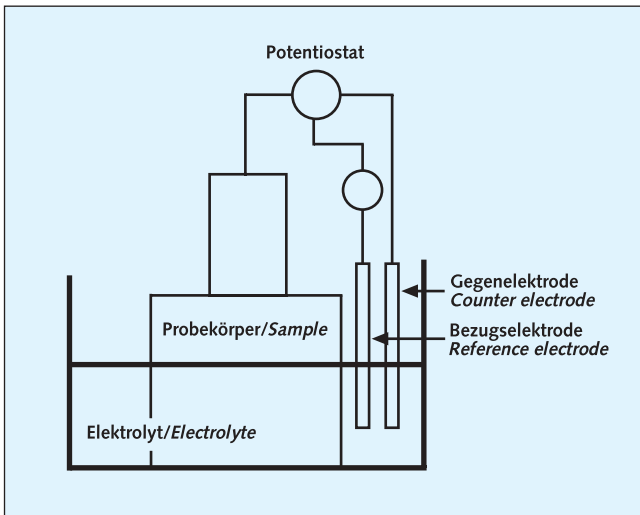 Potentiostat
Gegenelektrode
Counter electrode
Probekörper/Sample
Bezugselektrode
Reference electrode
Elektrolyt/Electrolyte